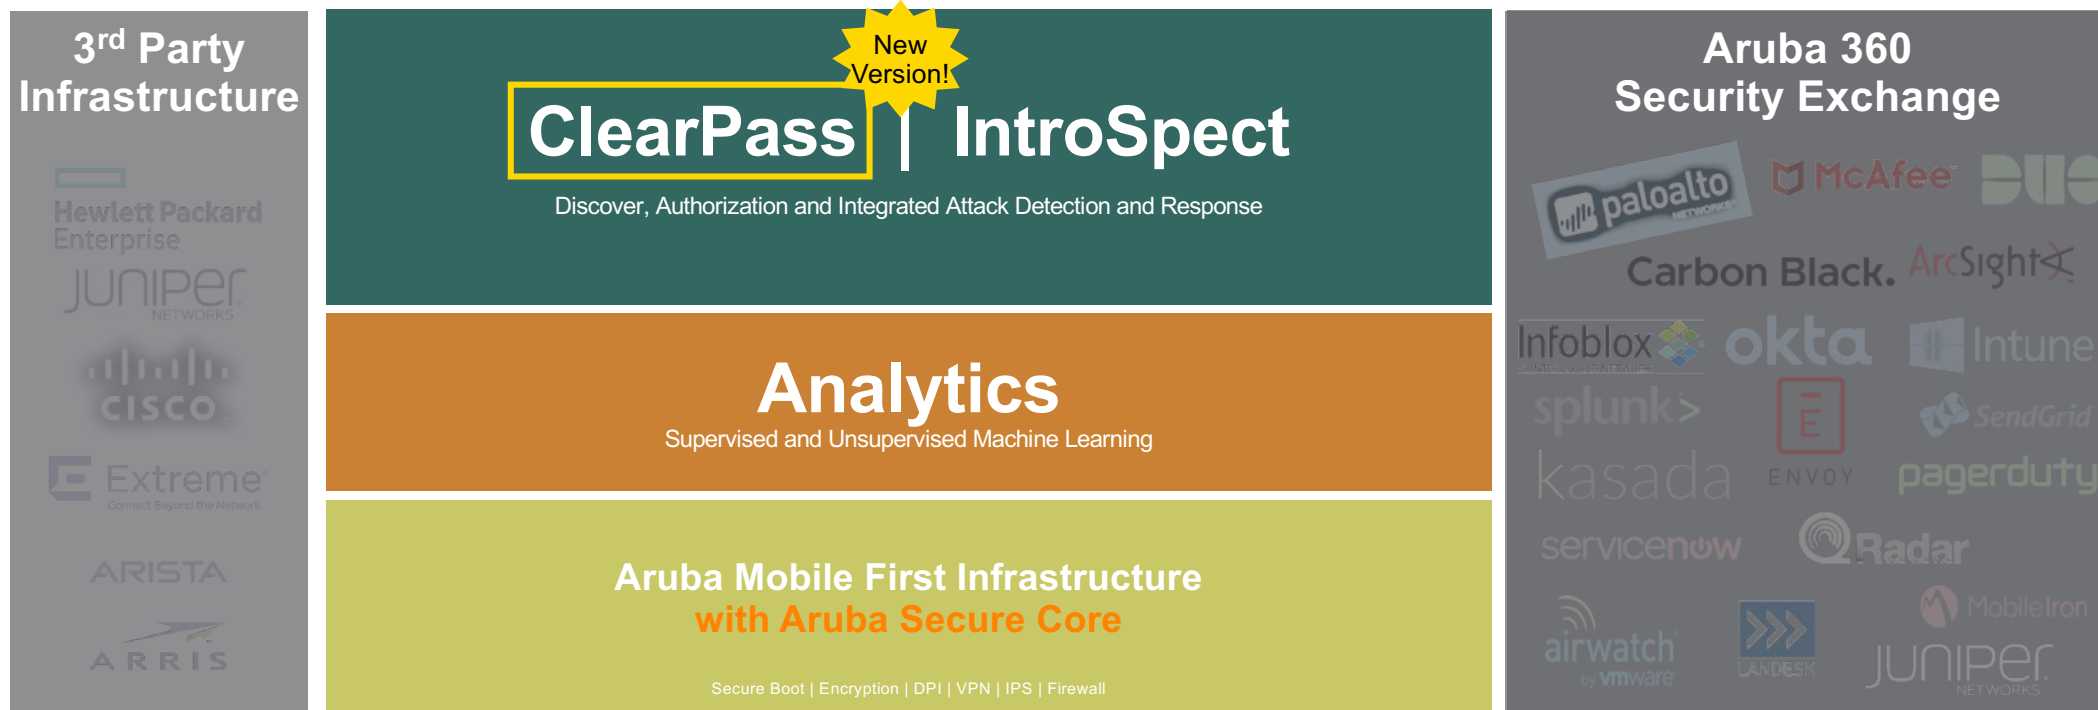 3rd Party
Infrastructure
Hewlett Packard
Enterprise
JUNIPER
NETWORKS
CISCO
Extreme
Connect Beyond the Network
ARISTA
ARRIS
New
Version!
ClearPass | IntroSpect
Discover, Authorization and Integrated Attack Detection and Response
Analytics
Supervised and Unsupervised Machine Learning
Aruba Mobile First Infrastructure
with Aruba Secure Core
Secure Boot | Encryption | DPI | VPN | IPS | Firewall
Aruba 360
Security Exchange
paloalto
NETWORKS
McAfee
DUO
Carbon Black.
ArcSight
Infoblox
okta
Intune
splunk>
ENVOY
SendGrid
kasada
pagerduty
servicenow
QRadar
airwatch
by vmware
LANDESK
MobileIron
JUNIPER
NETWORKS